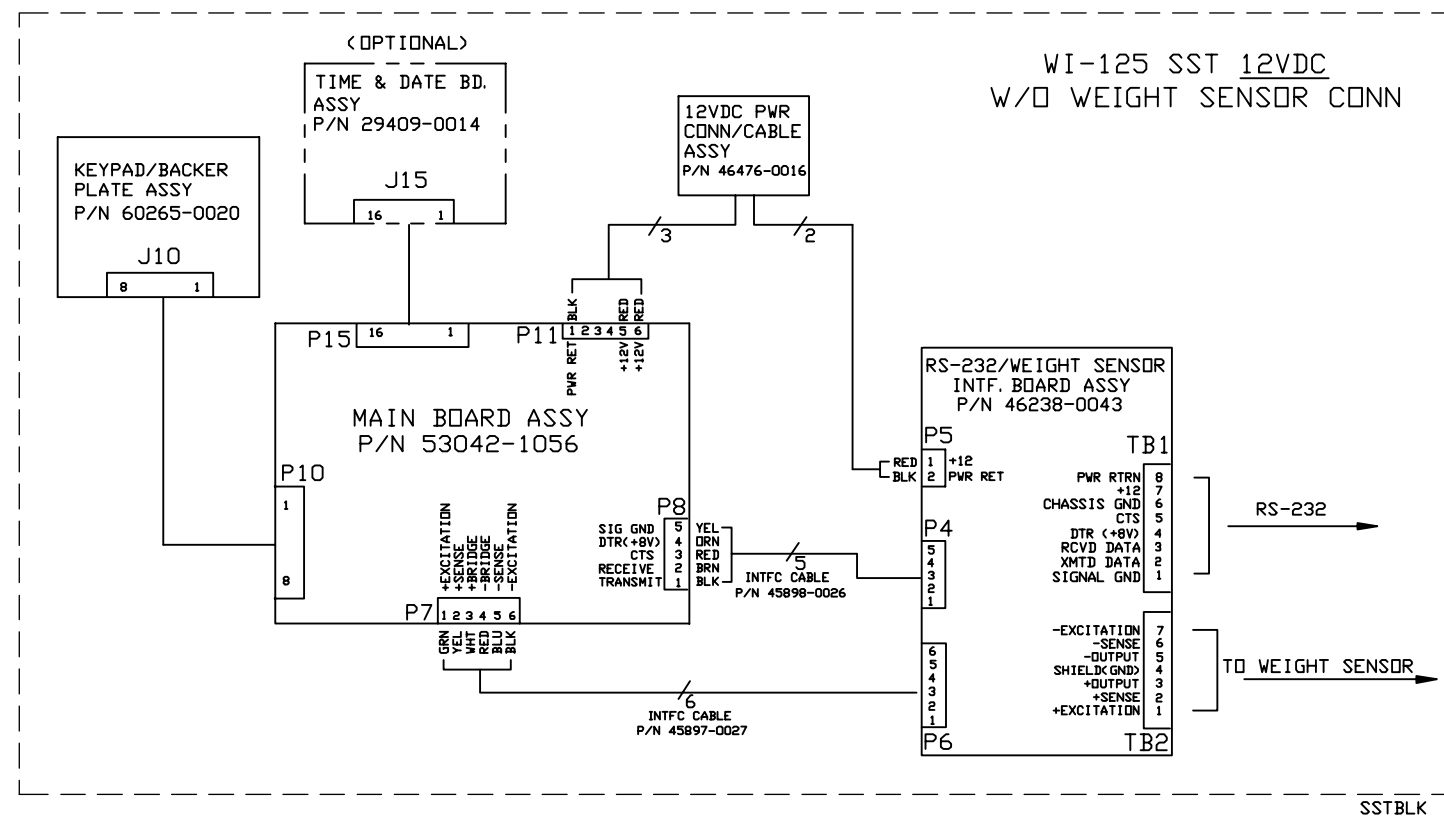 (OPTIONAL)
TIME & DATE BD.
ASSY
P/N 29409-0014
J15
16 1
WI-125 SST 12VDC
W/O WEIGHT SENSOR CONN
12VDC PWR
CONN/CABLE
ASSY
P/N 46476-0016
KEYPAD/BACKER
PLATE ASSY
P/N 60265-0020
J10
8 1
3
2
BLK
RED
RED
P15
16 1
P11
1 2 3 4 5 6
PWR RET
+12V
+12V
MAIN BOARD ASSY
P/N 53042-1056
P10
1
8
P8
SIG GND 5 YEL
DTR(+8V) 4 ORN
CTS 3 RED
RECEIVE 2 BRN
TRANSMIT 1 BLK
5
INTFC CABLE
P/N 45898-0026
+EXCITATION
+SENSE
+BRIDGE
-BRIDGE
-SENSE
-EXCITATION
P7
1 2 3 4 5 6
GRN
YEL
WHT
RED
BLU
BLK
6
INTFC CABLE
P/N 45897-0027
RS-232/WEIGHT SENSOR
INTF. BOARD ASSY
P/N 46238-0043
P5
RED 1 +12
BLK 2 PWR RET
P4
5
4
3
2
1
6
5
4
3
2
1
P6
TB1
PWR RTRN 8
+12 7
CHASSIS GND 6
CTS 5
DTR (+8V) 4
RCVD DATA 3
XMTD DATA 2
SIGNAL GND 1
RS-232
-EXCITATION 7
-SENSE 6
-OUTPUT 5
SHIELD(GND) 4
+OUTPUT 3
+SENSE 2
+EXCITATION 1
TB2
TO WEIGHT SENSOR
SSTBLK